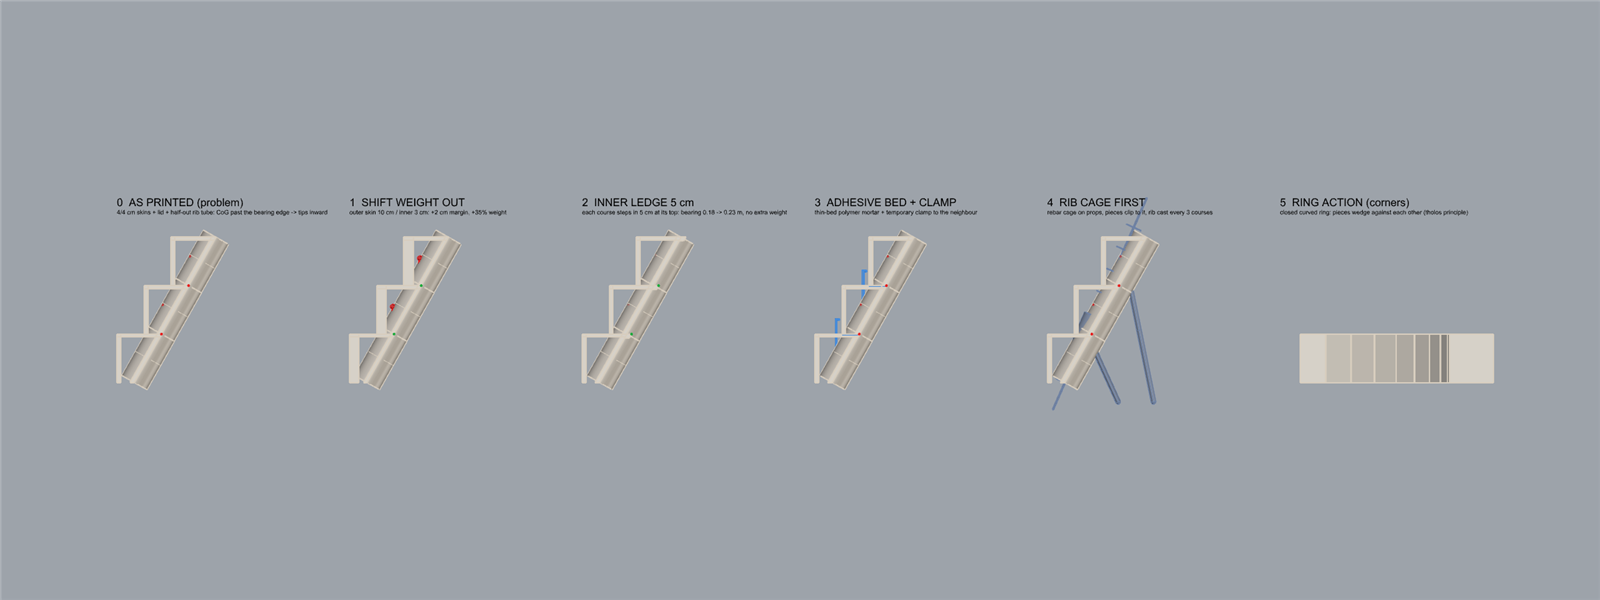 0 AS PRINTED (problem)
4/4 cm skins + lid + half-out rib tube: CoG past the bearing edge -> tips inward
1 SHIFT WEIGHT OUT
outer skin 10 cm / inner 3 cm: +2 cm margin, +35% weight
2 INNER LEDGE 5 cm
each course steps in 5 cm at its top: bearing 0.18 -> 0.23 m, no extra weight
3 ADHESIVE BED + CLAMP
thin-bed polymer mortar + temporary clamp to the neighbour
4 RIB CAGE FIRST
rebar cage on props, pieces clip to it, rib cast every 3 courses
5 RING ACTION (corners)
closed curved ring: pieces wedge against each other (tholos principle)